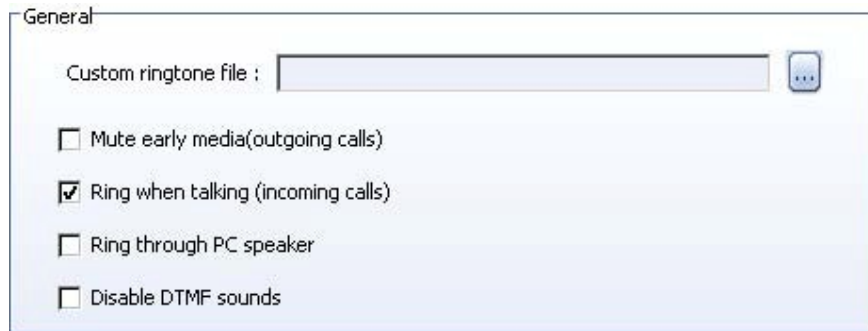 General
Custom ringtone file : ...
Mute early media(outgoing calls)
Ring when talking (incoming calls)
Ring through PC speaker
Disable DTMF sounds